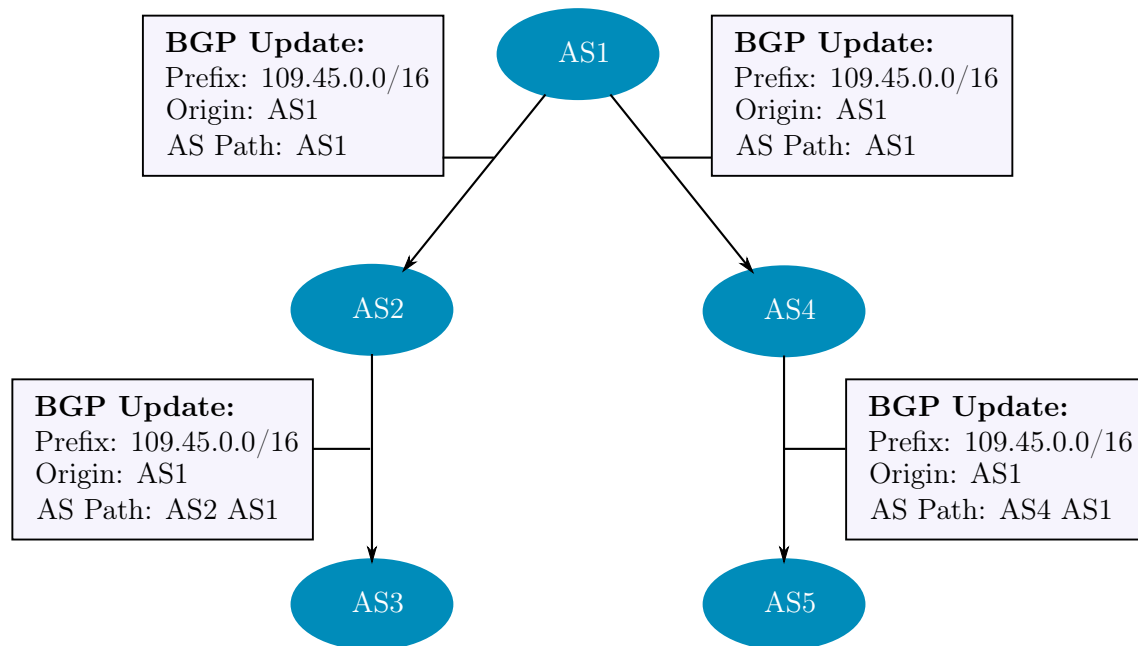 BGP Update:
Prefix: 109.45.0.0/16
Origin: AS1
AS Path: AS1
AS1
BGP Update:
Prefix: 109.45.0.0/16
Origin: AS1
AS Path: AS1
AS2
AS4
BGP Update:
Prefix: 109.45.0.0/16
Origin: AS1
AS Path: AS2 AS1
BGP Update:
Prefix: 109.45.0.0/16
Origin: AS1
AS Path: AS4 AS1
AS3
AS5